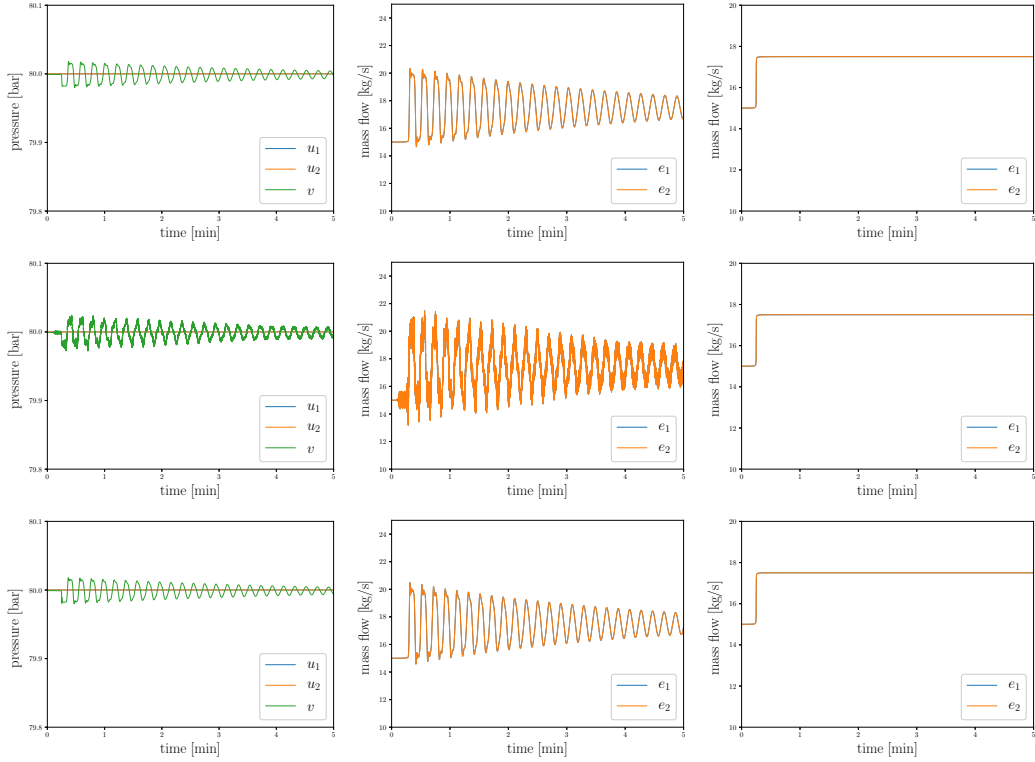 80.1
80.0
79.9
79.8
pressure [bar]
0 1 2 3 4 5
time [min]
u1
u2
v
24
22
20
18
16
14
12
10
mass flow [kg/s]
0 1 2 3 4 5
time [min]
e1
e2
20
18
16
14
12
10
mass flow [kg/s]
0 1 2 3 4 5
time [min]
e1
e2
80.1
80.0
79.9
79.8
pressure [bar]
0 1 2 3 4 5
time [min]
u1
u2
v
24
22
20
18
16
14
12
10
mass flow [kg/s]
0 1 2 3 4 5
time [min]
e1
e2
20
18
16
14
12
10
mass flow [kg/s]
0 1 2 3 4 5
time [min]
e1
e2
80.1
80.0
79.9
79.8
pressure [bar]
0 1 2 3 4 5
time [min]
u1
u2
v
24
22
20
18
16
14
12
10
mass flow [kg/s]
0 1 2 3 4 5
time [min]
e1
e2
20
18
16
14
12
10
mass flow [kg/s]
0 1 2 3 4 5
time [min]
e1
e2